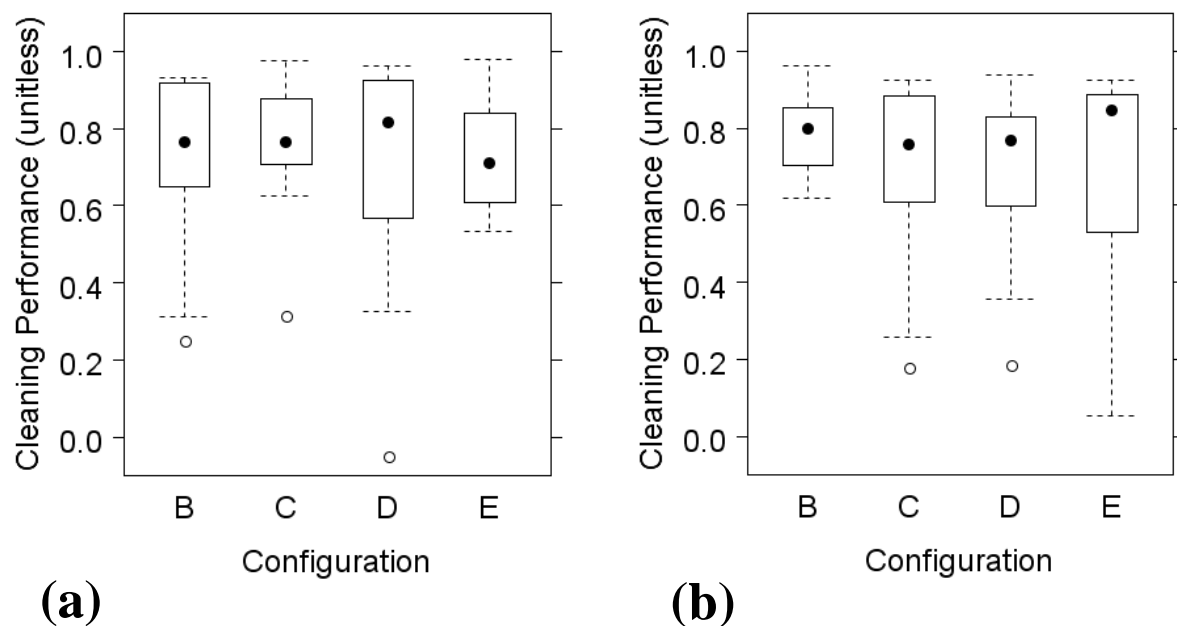 Cleaning Performance (unitless)
1.0
0.8
0.6
0.4
0.2
0.0
B C D E
Configuration
(a)
Cleaning Performance (unitless)
1.0
0.8
0.6
0.4
0.2
0.0
B C D E
Configuration
(b)